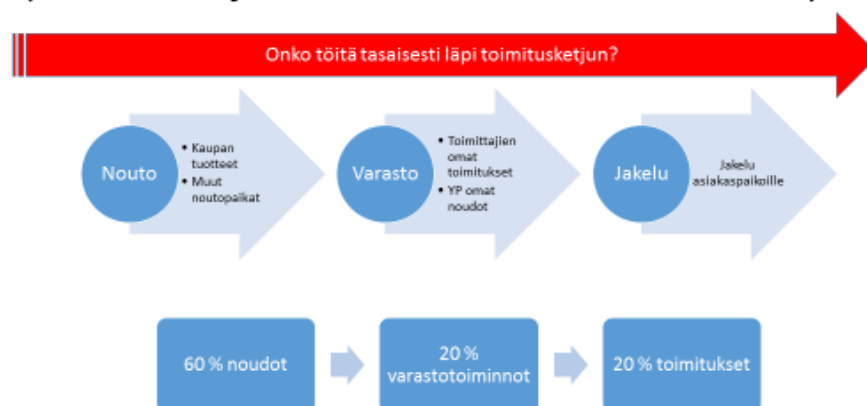 Onko töitä tasaisesti läpi toimitusketjun?
Nouto
• Kaupan
tuotteet
• Muut
noutopaikat
Varasto
• Toimittajien
omat
toimitukset
• YP omat
noudot
Jakelu
Jakelu
asiakaspaikoille
60 % noudot
20 %
varastotoiminnot
20 % toimitukset